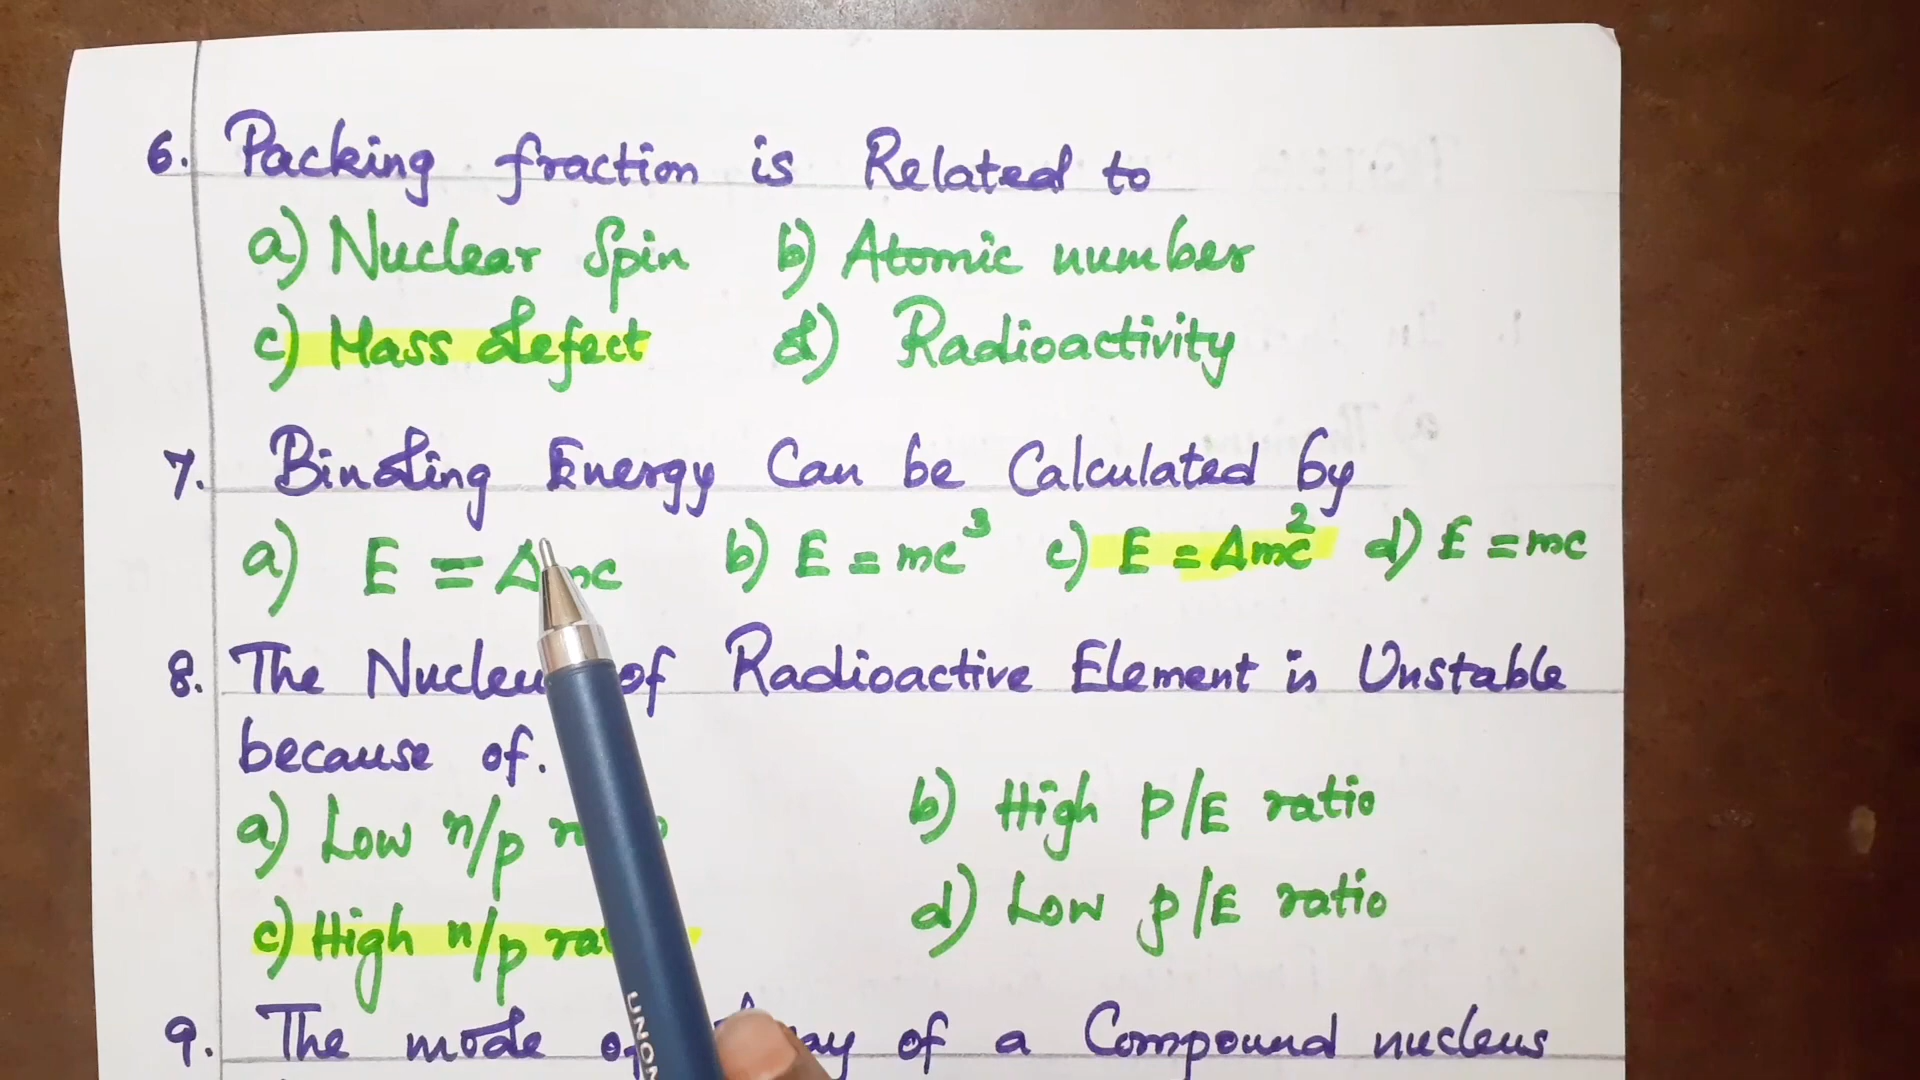 6. Packing fraction is Related to
a) Nuclear Spin b) Atomic number
c) Mass defect d) Radioactivity
7. Binding Energy Can be Calculated by
a) E = Δmc b) E = mc³ c) E = Δmc² d) E = mc
8. The of Radioactive Element is Unstable
because of.
a) Low n/p b) High P/E ratio
c) High n/p d) Low p/E ratio
9. The mode of a Compound nucleus